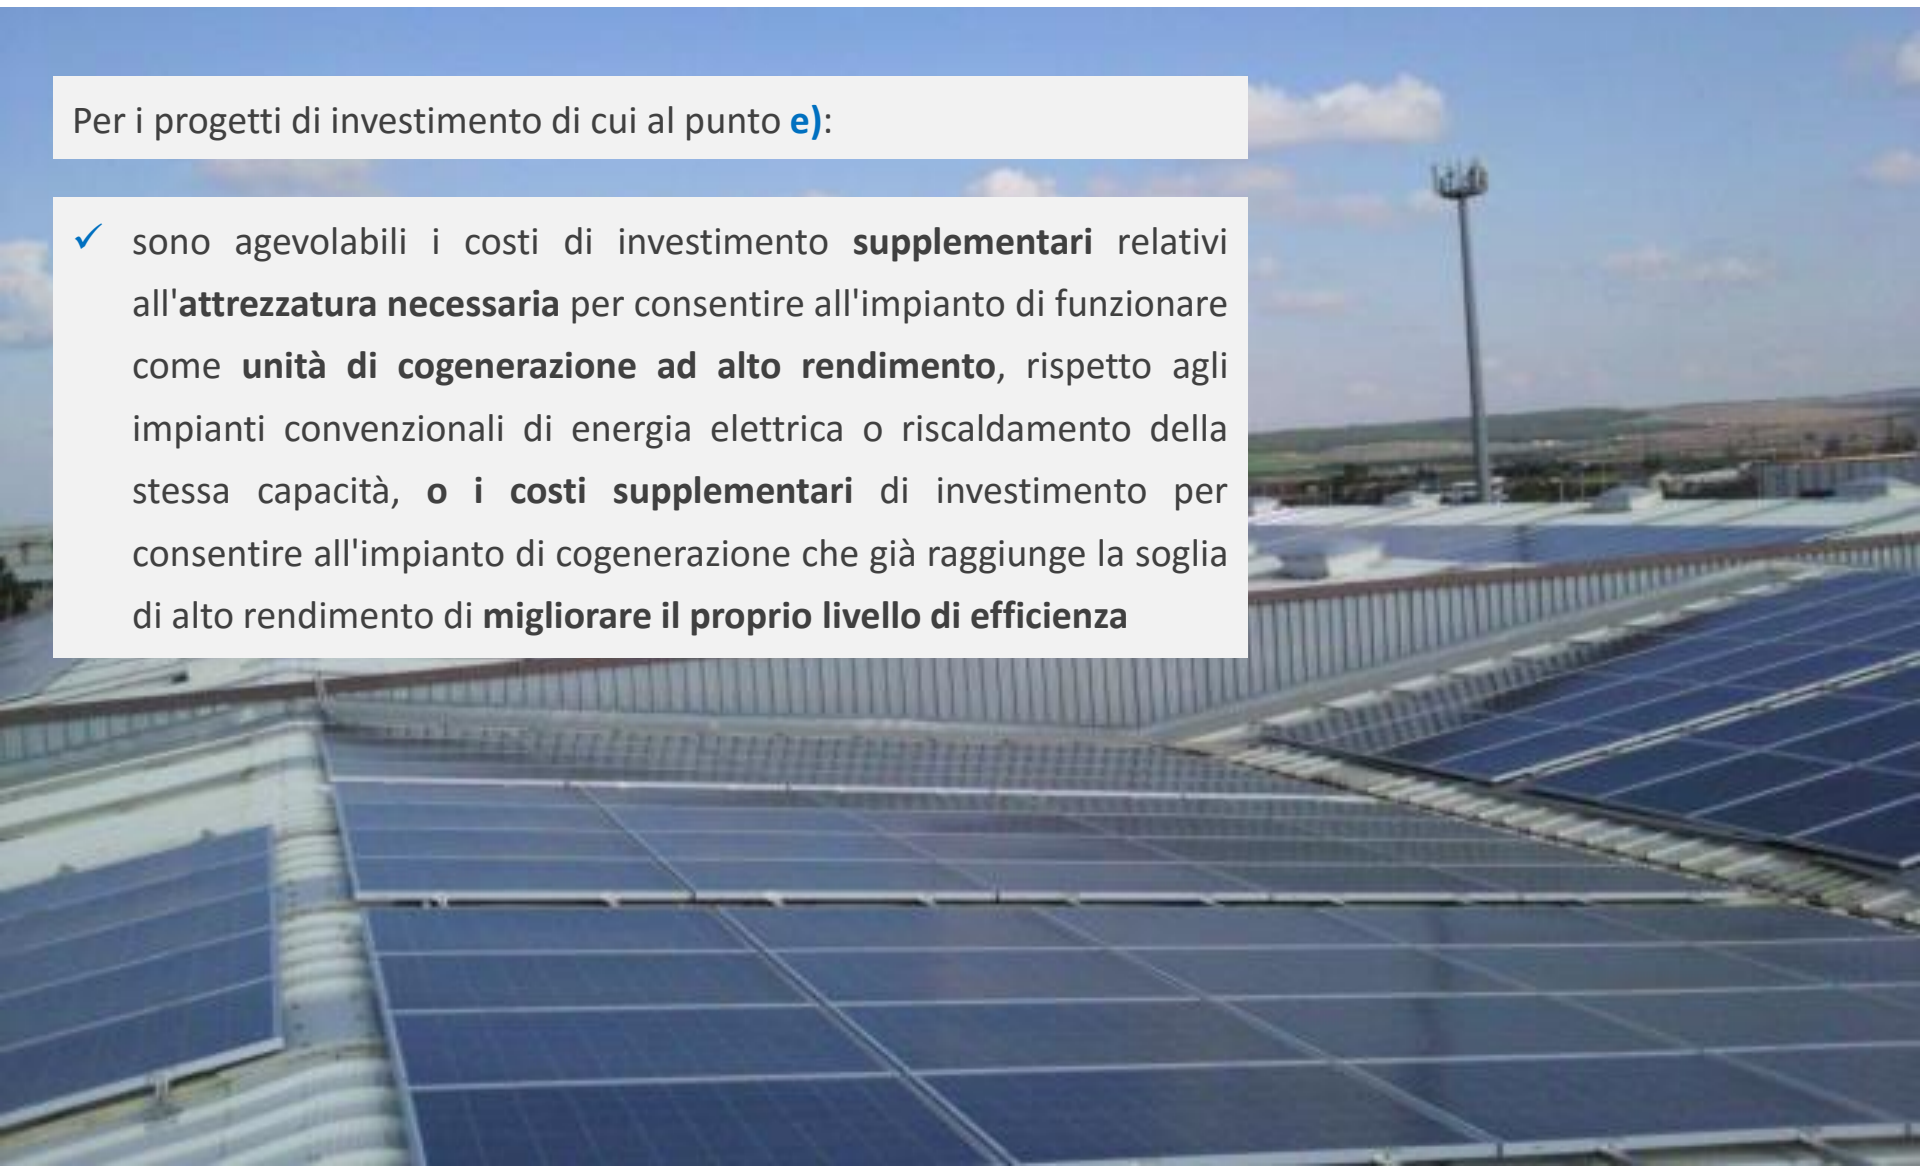 Per i progetti di investimento di cui al punto e):
✓ sono agevolabili i costi di investimento supplementari relativi
all'attrezzatura necessaria per consentire all'impianto di funzionare
come unità di cogenerazione ad alto rendimento, rispetto agli
impianti convenzionali di energia elettrica o riscaldamento della
stessa capacità, o i costi supplementari di investimento per
consentire all'impianto di cogenerazione che già raggiunge la soglia
di alto rendimento di migliorare il proprio livello di efficienza